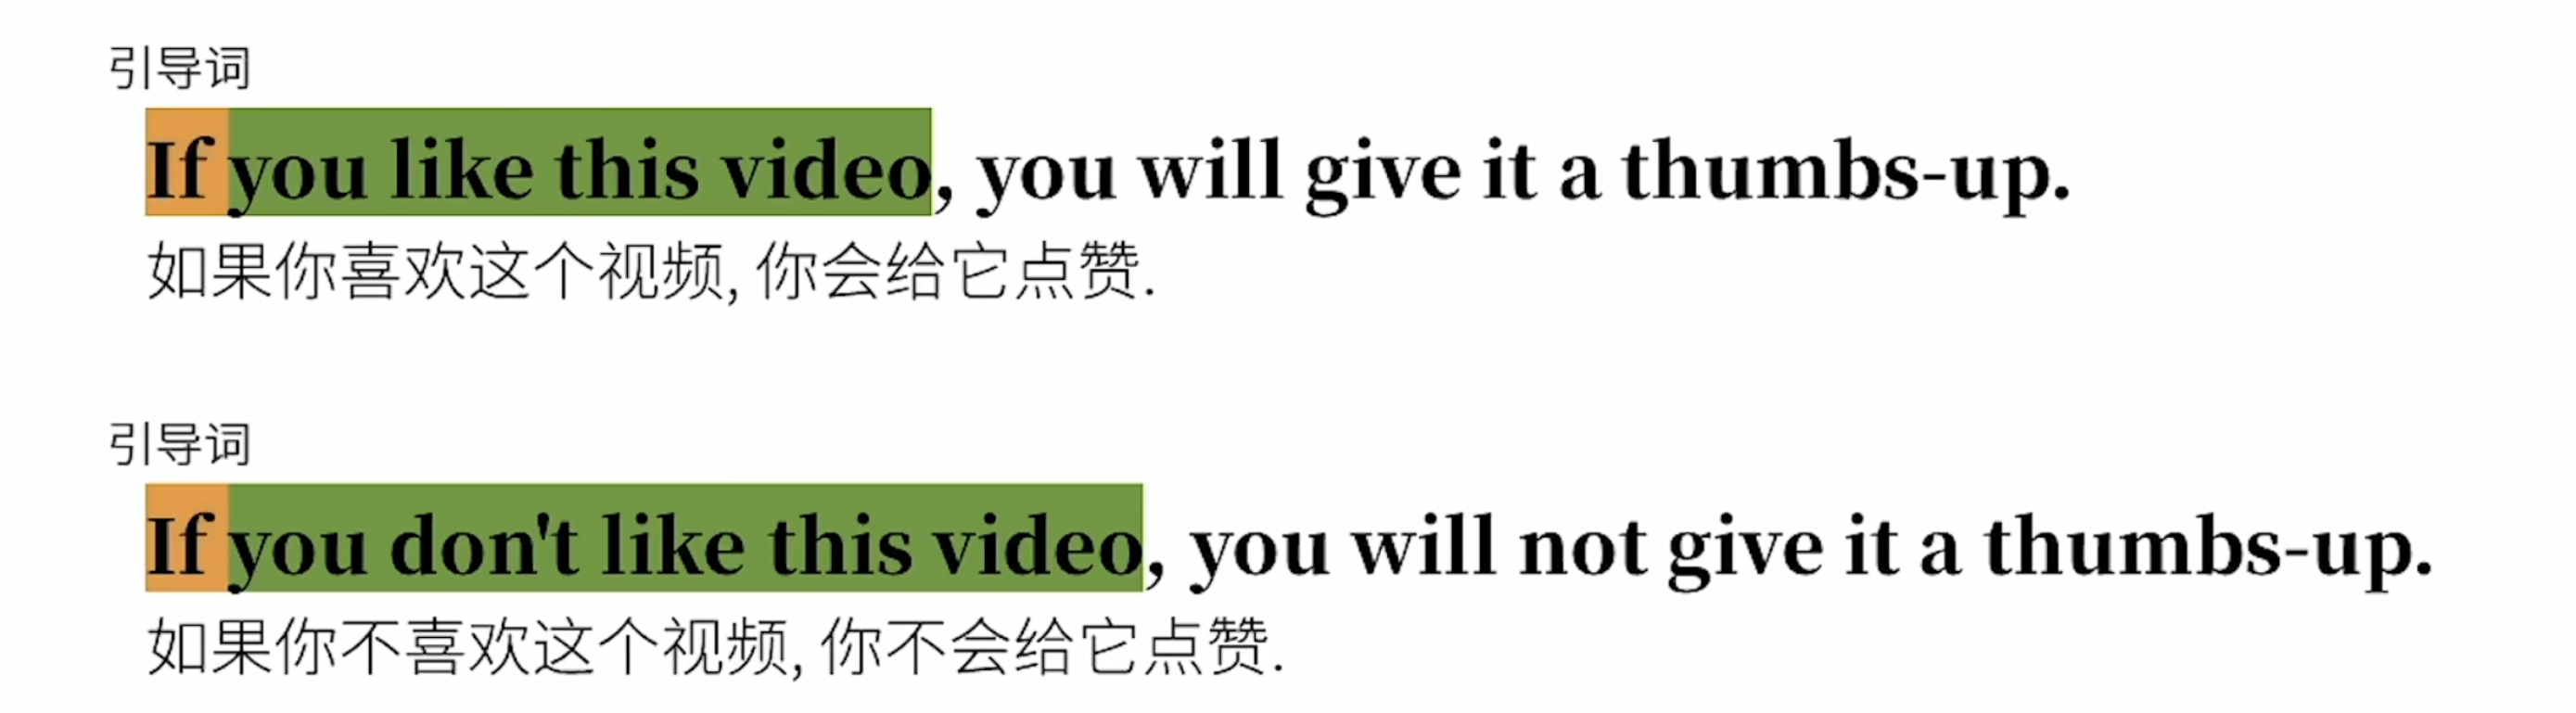 引导词
If you like this video, you will give it a thumbs-up.
如果你喜欢这个视频, 你会给它点赞.
引导词
If you don't like this video, you will not give it a thumbs-up.
如果你不喜欢这个视频, 你不会给它点赞.